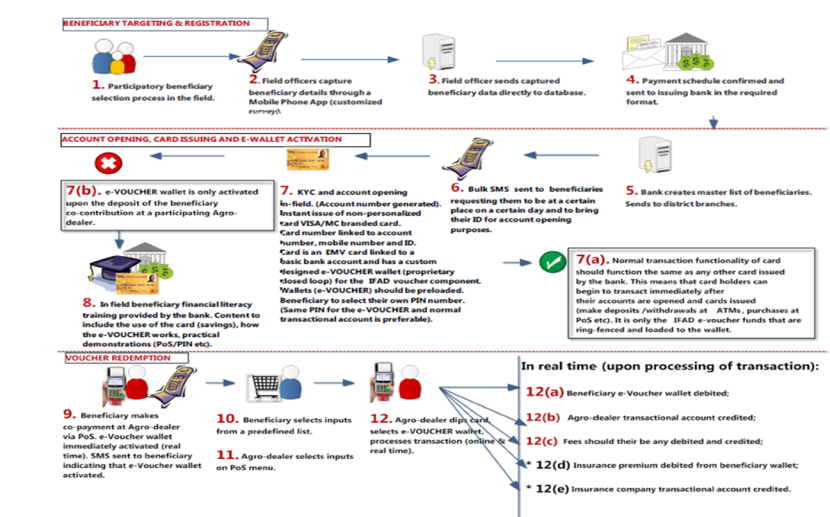 BENEFICIARY TARGETING & REGISTRATION
1. Participatory beneficiary
selection process in the field.
2. Field officers capture
beneficiary details through a
Mobile Phone App (customized
survey).
3. Field officer sends captured
beneficiary data directly to database.
4. Payment schedule confirmed and
sent to issuing bank in the required
format.
ACCOUNT OPENING, CARD ISSUING AND E-WALLET ACTIVATION
5. Bank creates master list of beneficiaries.
Sends to district branches.
6. Bulk SMS sent to beneficiaries
requesting them to be at a certain
place on a certain day and to bring
their ID for account opening
purposes.
7. KYC and account opening
in-field. (Account number generated).
Instant issue of non-personalized
card VISA/MC branded card.
Card number linked to account
number, mobile number and ID.
Card is an EMV card linked to a
basic bank account and has a custom
designed e-VOUCHER wallet (proprietary
closed loop) for the IFAD voucher component.
Wallets (e-VOUCHER) should be preloaded.
Beneficiary to select their own PIN number.
(Same PIN for the e-VOUCHER and normal
transactional account is preferable).
7(a). Normal transaction functionality of card
should function the same as any other card issued
by the bank. This means that card holders can
begin to transact immediately after
their accounts are opened and cards issued
(make deposits /withdrawals at ATMs, purchases at
PoS etc). It is only the IFAD e-voucher funds that are
ring-fenced and loaded to the wallet.
7(b). e-VOUCHER wallet is only activated
upon the deposit of the beneficiary
co-contribution at a participating Agro-
dealer.
8. In field beneficiary financial literacy
training provided by the bank. Content to
include the use of the card (savings), how
the e-VOUCHER works, practical
demonstrations (PoS/PIN etc).
VOUCHER REDEMPTION
9. Beneficiary makes
co-payment at Agro-dealer
via PoS. e-Voucher wallet
immediately activated (real
time). SMS sent to beneficiary
indicating that e-Voucher wallet
activated.
10. Beneficiary selects inputs
from a predefined list.
11. Agro-dealer selects inputs
on PoS menu.
12. Agro-dealer dips card,
selects e-VOUCHER WALLET,
processes transaction (online &
real time).
In real time (upon processing of transaction):
12(a) Beneficiary e-Voucher wallet debited;
12(b) Agro-dealer transactional account credited;
12(c) Fees should their be any debited and credited;
* 12(d) Insurance premium debited from beneficiary wallet;
* 12(e) Insurance company transactional account credited.